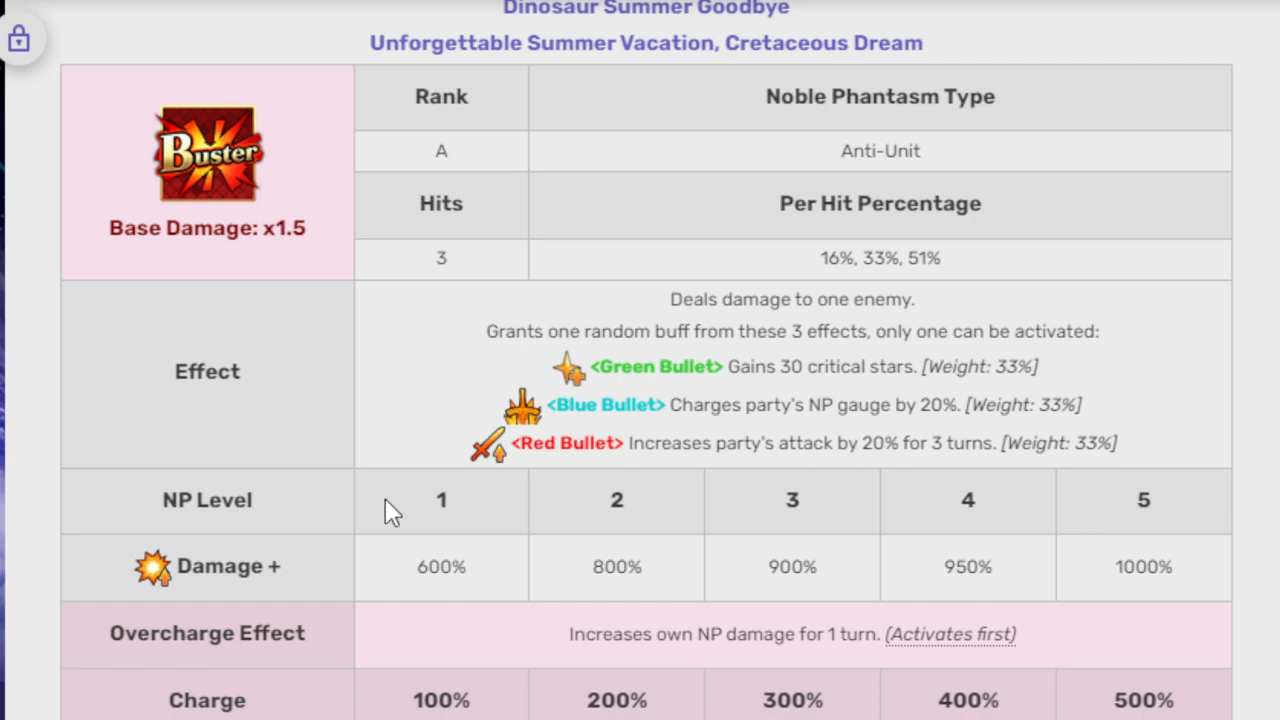 Dinosaur Summer Goodbye
Unforgettable Summer Vacation, Cretaceous Dream
Rank
Noble Phantasm Type
Buster
Base Damage: x1.5
A
Anti-Unit
Hits
Per Hit Percentage
3
16%, 33%, 51%
Effect
Deals damage to one enemy.
Grants one random buff from these 3 effects, only one can be activated:
<Green Bullet> Gains 30 critical stars. [Weight: 33%]
<Blue Bullet> Charges party's NP gauge by 20%. [Weight: 33%]
<Red Bullet> Increases party's attack by 20% for 3 turns. [Weight: 33%]
NP Level 1 2 3 4 5
Damage + 600% 800% 900% 950% 1000%
Overcharge Effect Increases own NP damage for 1 turn. (Activates first)
Charge 100% 200% 300% 400% 500%